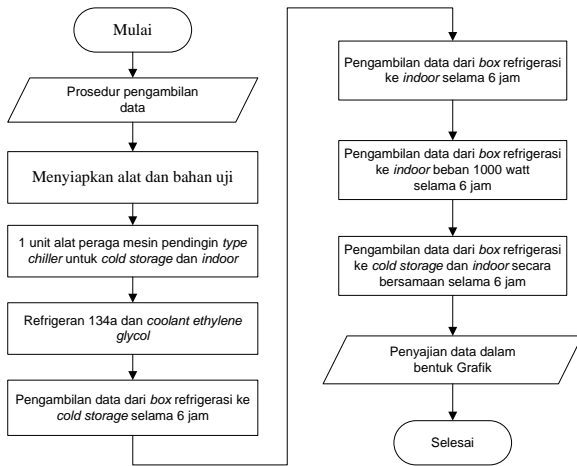 Mulai
Prosedur pengambilan
data
Menyiapkan alat dan bahan uji
1 unit alat peraga mesin pendingin type
chiller untuk cold storage dan indoor
Refrigeran 134a dan coolant ethylene
glycol
Pengambilan data dari box refrigerasi ke
cold storage selama 6 jam
Pengambilan data dari box refrigerasi
ke indoor selama 6 jam
Pengambilan data dari box refrigerasi
ke indoor beban 1000 watt
selama 6 jam
Pengambilan data dari box refrigerasi
ke cold storage dan indoor secara
bersamaan selama 6 jam
Penyajian data dalam
bentuk Grafik
Selesai